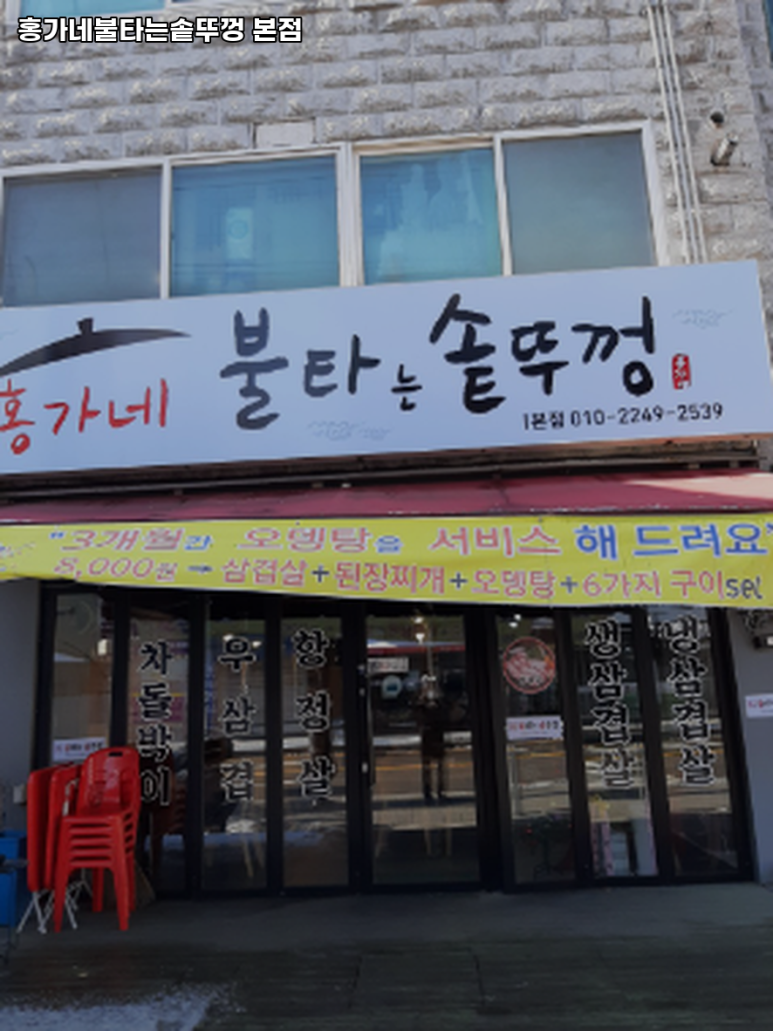 홍가네불타는솥뚜껑 본점
홍가네 불타는솥뚜껑
본점 010-2249-2539
"3개월간 오뎅탕을 서비스 해 드려요"
8,000원 → 삼겹살+된장찌개+오뎅탕+6가지 구이set
차돌박이
우삼겹
항정살
생삼겹살
냉삼겹살